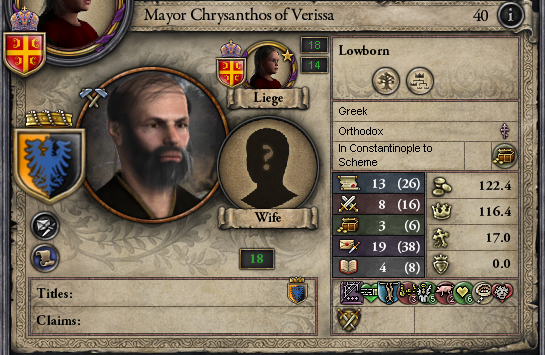 Mayor Chrysanthos of Verissa 40
18
14
Liege
Lowborn
Greek
Orthodox
In Constantinople to
Scheme
Wife
18
13 (26) 122.4
8 (16) 116.4
3 (6)
17.0
19 (38)
4 (8) 0.0
Titles:
Claims: